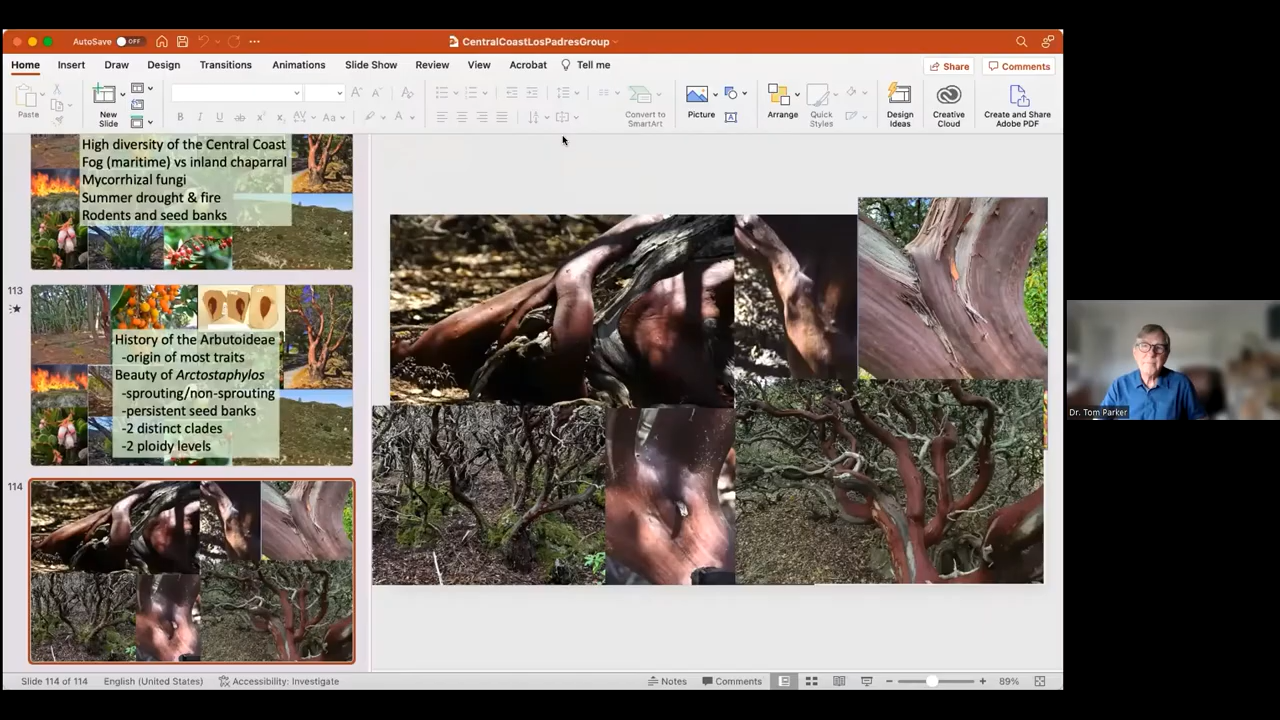 AutoSave OFF
CentralCoastLosPadresGroup
Home Insert Draw Design Transitions Animations Slide Show Review View Acrobat Tell me
Share Comments
Paste
New
Slide
Convert to
SmartArt
Picture
Arrange
Quick
Styles
Design
Ideas
Creative
Cloud
Create and Share
Adobe PDF
High diversity of the Central Coast
Fog (maritime) vs inland chaparral
Mycorrhizal fungi
Summer drought & fire
Rodents and seed banks
113
History of the Arbutoideae
-origin of most traits
Beauty of Arctostaphylos
-sprouting/non-sprouting
-persistent seed banks
-2 distinct clades
-2 ploidy levels
114
Dr. Tom Parker
Slide 114 of 114 English (United States) Accessibility: Investigate
Notes Comments 89%